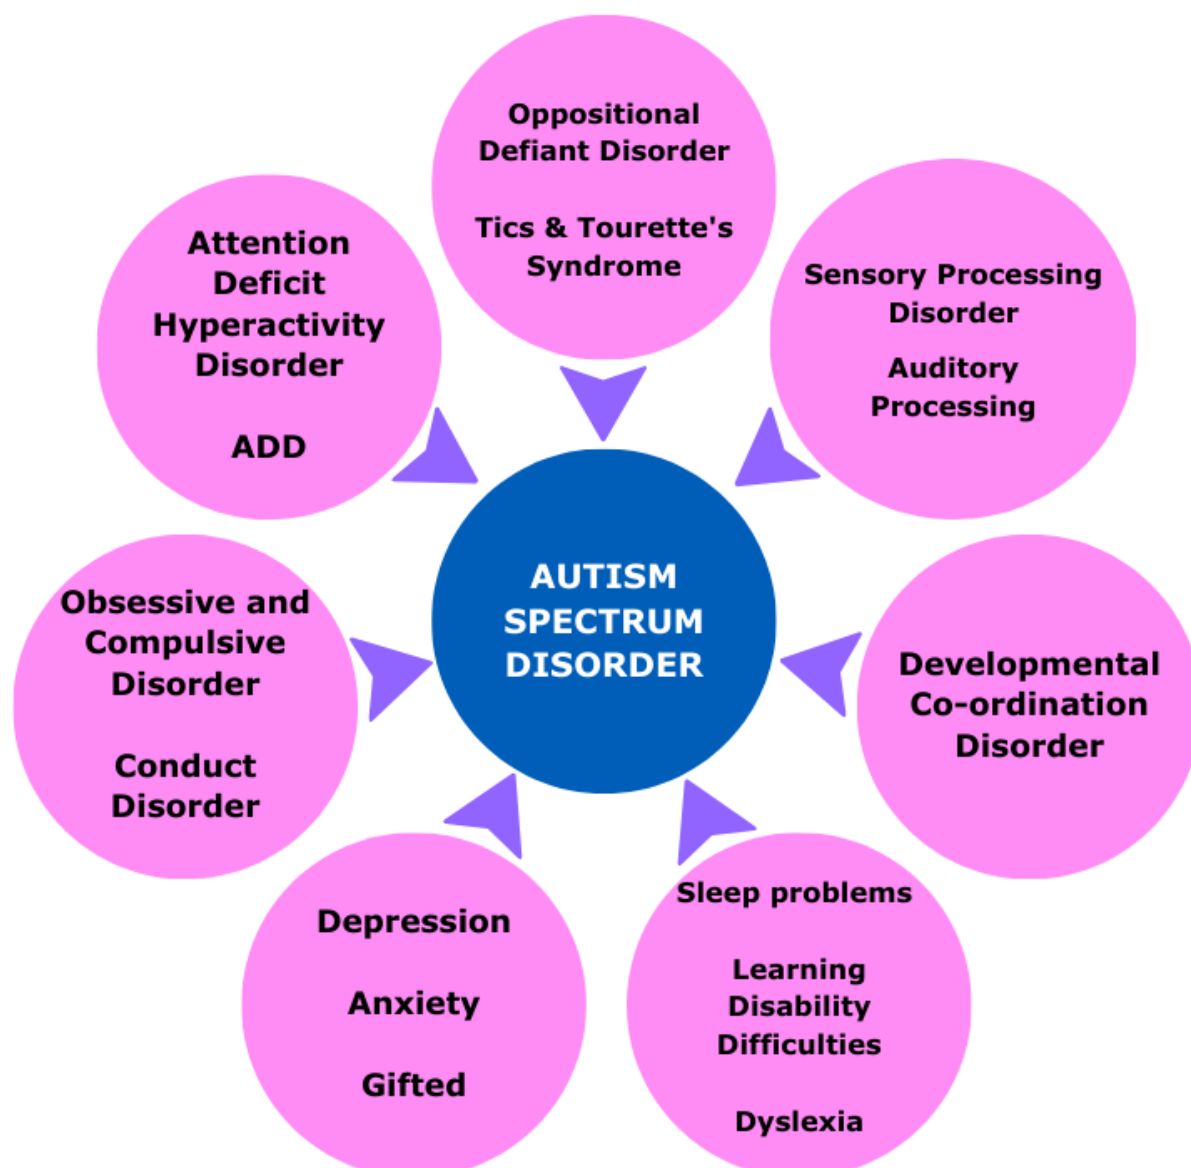 Oppositional
Defiant Disorder
Tics & Tourette's
Syndrome
Attention
Deficit
Hyperactivity
Disorder
ADD
Sensory Processing
Disorder
Auditory
Processing
AUTISM
SPECTRUM
DISORDER
Obsessive and
Compulsive
Disorder
Conduct
Disorder
Developmental
Co-ordination
Disorder
Depression
Anxiety
Gifted
Sleep problems
Learning
Disability
Difficulties
Dyslexia